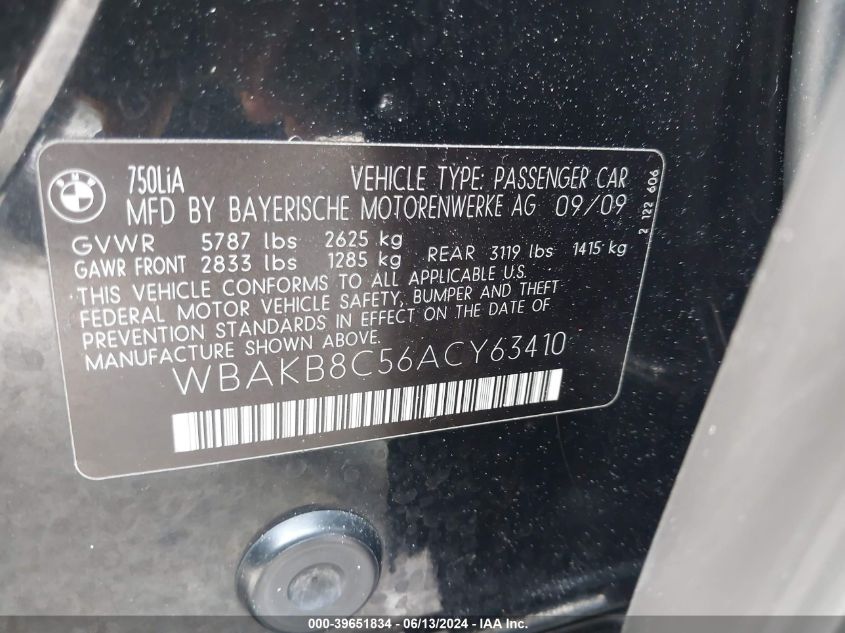 BMW
750LiA VEHICLE TYPE: PASSENGER CAR
MFD BY BAYERISCHE MOTORENWERKE AG 09/09
GVWR 5787 lbs 2625 kg
GAWR FRONT 2833 lbs 1285 kg REAR 3119 lbs 1415 kg
THIS VEHICLE CONFORMS TO ALL APPLICABLE U.S.
FEDERAL MOTOR VEHICLE SAFETY, BUMPER AND THEFT
PREVENTION STANDARDS IN EFFECT ON THE DATE OF
MANUFACTURE SHOWN ABOVE.
WBAKB8C56ACY63410
2 122 606
000-39651834 - 06/13/2024 - IAA Inc.